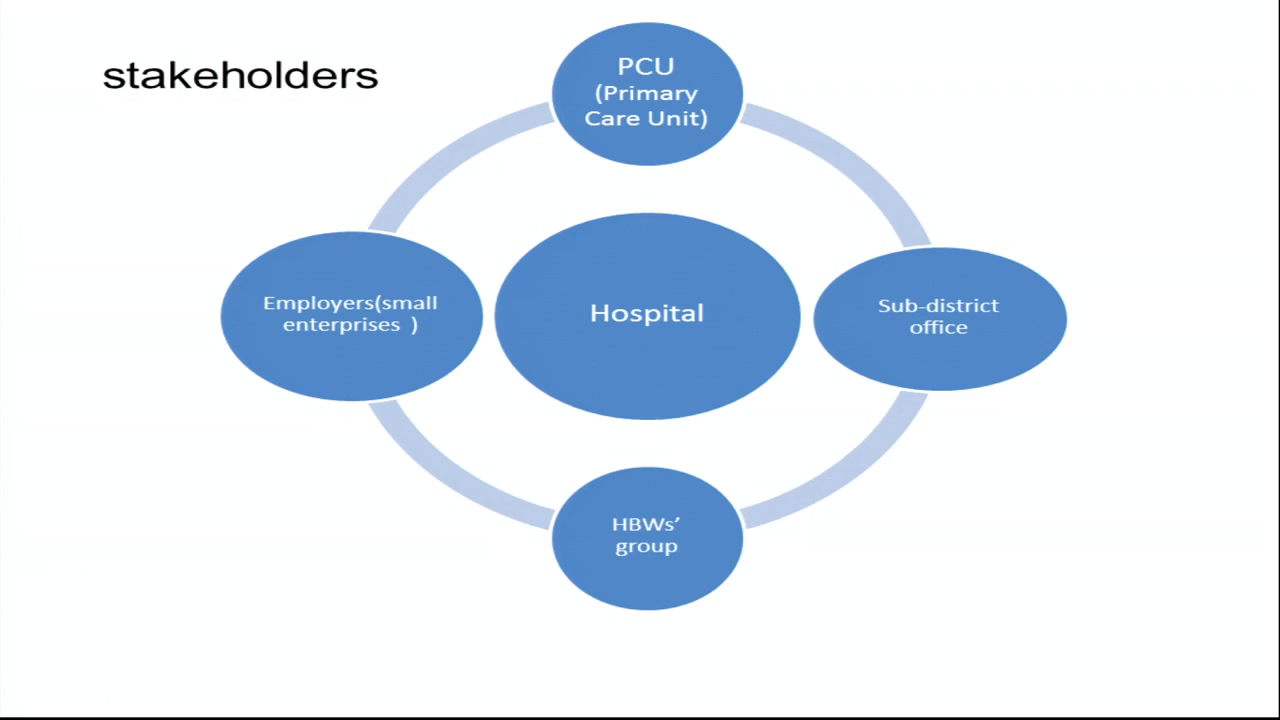 stakeholders
PCU
(Primary
Care Unit)
Employers(small
enterprises )
Hospital
Sub-district
office
HBWs’
group